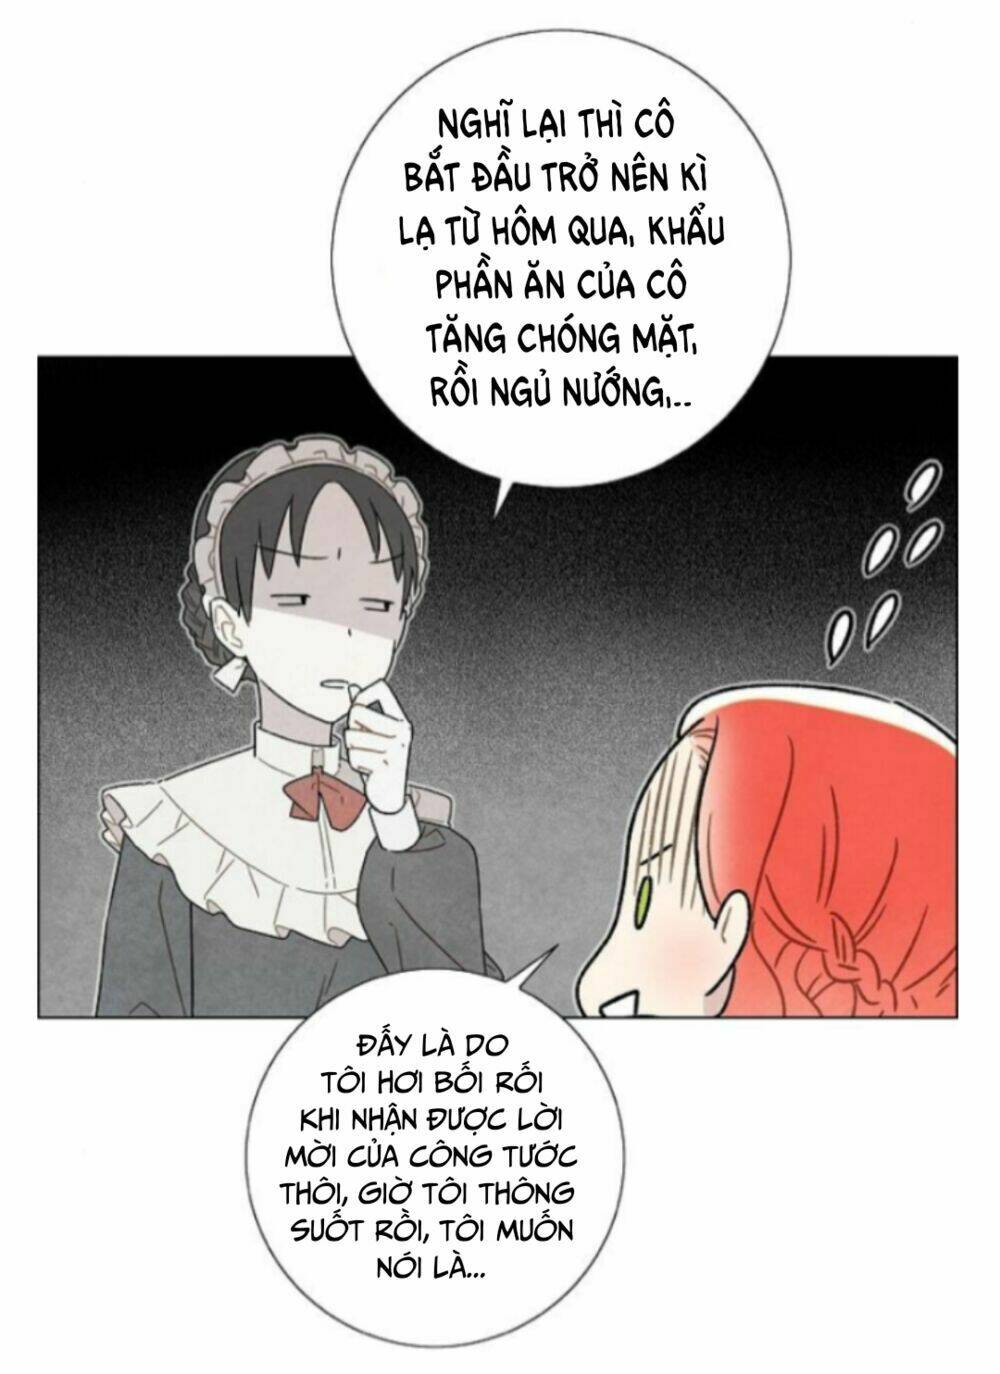 NGHĨ LẠI THÌ CÔ
BẮT ĐẦU TRỞ NÊN KÌ
LẠ TỪ HÔM QUA, KHẨU
PHẦN ĂN CỦA CÔ
TĂNG CHÓNG MẶT,
RỒI NGỦ NƯỚNG,..
ĐẤY LÀ DO
TÔI HƠI BỐI RỐI
KHI NHẬN ĐƯỢC LỜI
MỜI CỦA CÔNG TƯỚC
THÔI, GIỜ TÔI THÔNG
SUỐT RỒI, TÔI MUỐN
NÓI LÀ...